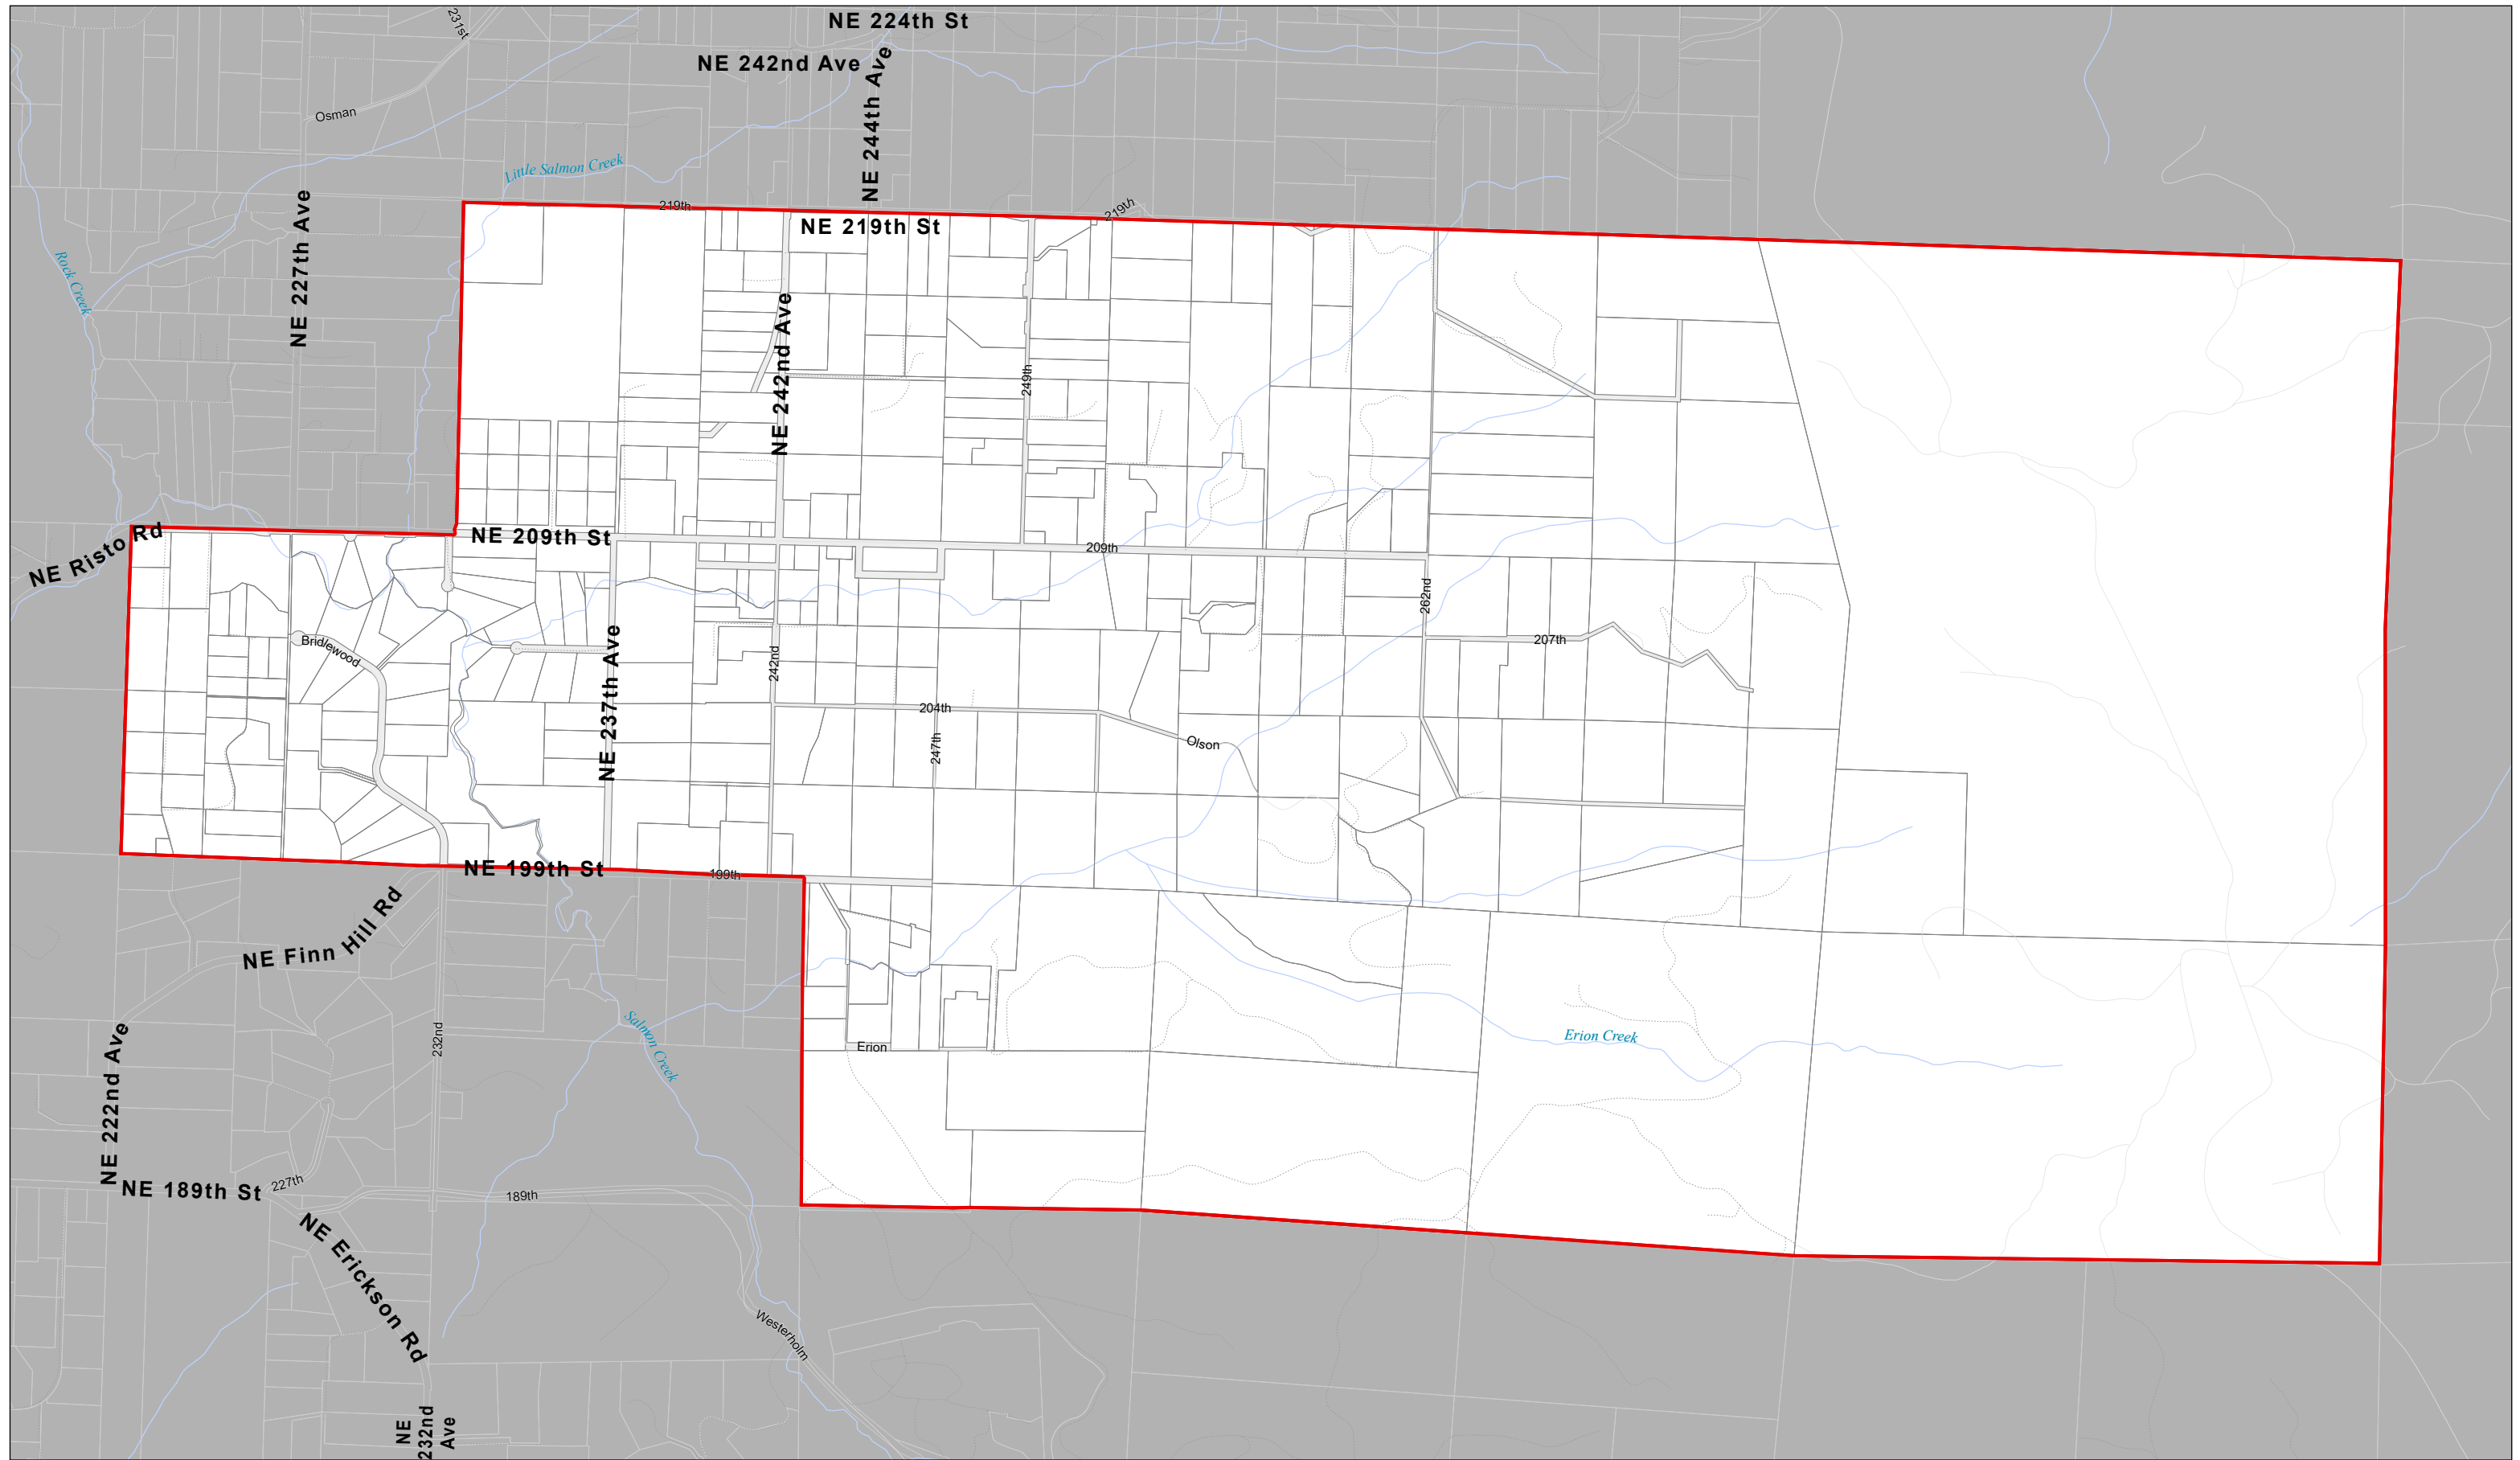 231st
NE 224th St
NE 242nd Ave
NE 244th Ave
Osman
Little Salmon Creek
NE 227th Ave
Rock Creek
219th
219th
NE 219th St
NE 242nd Ave
249th
NE Risto Rd
NE 209th St
209th
262nd
Bridlewood
207th
NE 237th Ave
242nd
204th
247th
Olson
NE 199th St
199th
NE Finn Hill Rd
Salmon Creek
232nd
Erion
Erion Creek
NE 222nd Ave
NE 189th St
227th
189th
NE Erickson Rd
Westerholm
NE
232nd
Ave